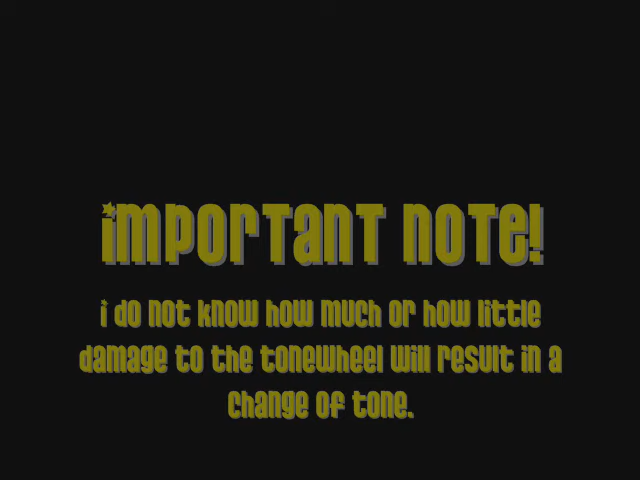 important note!
i do not know how much or how little
damage to the tonewheel will result in a
change of tone.